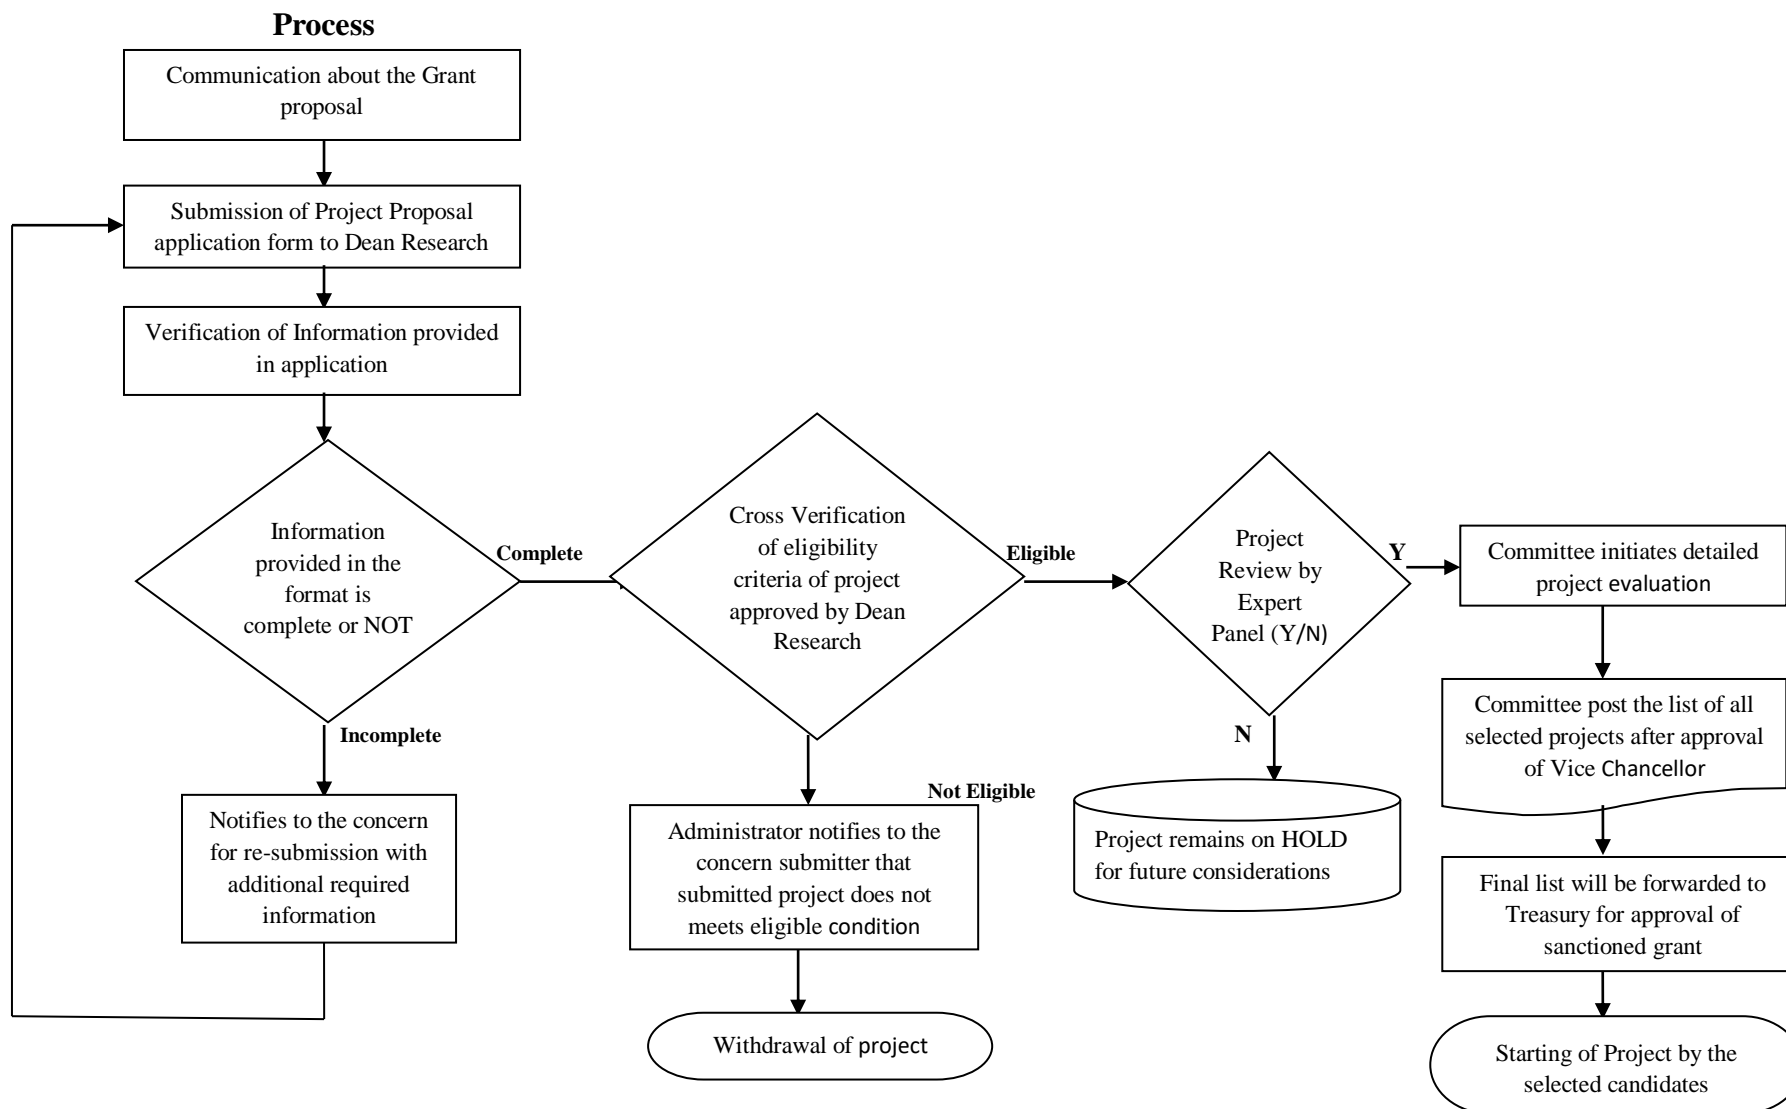 Process
Communication about the Grant
proposal
Submission of Project Proposal
application form to Dean Research
Verification of Information provided
in application
Information
provided in the
format is
complete or NOT
Complete
Incomplete
Notifies to the concern
for re-submission with
additional required
information
Cross Verification
of eligibility
criteria of project
approved by Dean
Research
Eligible
Not Eligible
Administrator notifies to the
concern submitter that
submitted project does not
meets eligible condition
Withdrawal of project
Project
Review by
Expert
Panel (Y/N)
Y
N
Project remains on HOLD
for future considerations
Committee initiates detailed
project evaluation
Committee post the list of all
selected projects after approval
of Vice Chancellor
Final list will be forwarded to
Treasury for approval of
sanctioned grant
Starting of Project by the
selected candidates